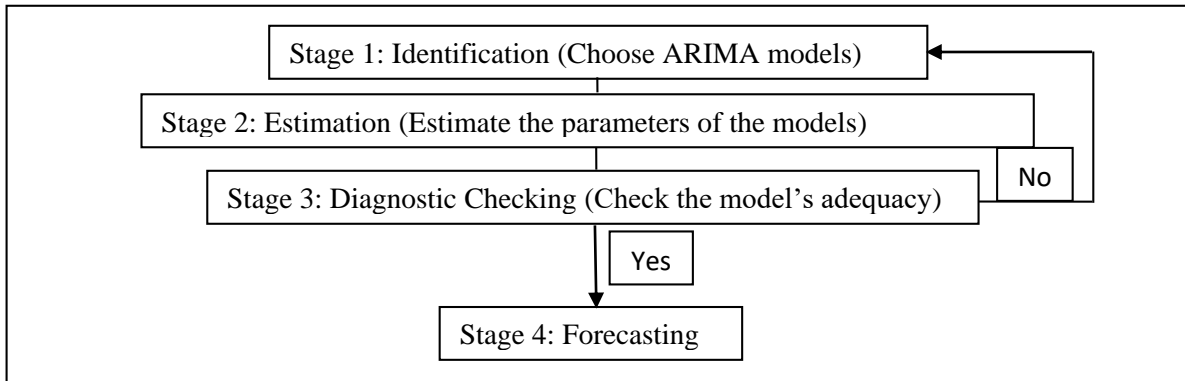 Stage 1: Identification (Choose ARIMA models)
Stage 2: Estimation (Estimate the parameters of the models)
No
Stage 3: Diagnostic Checking (Check the model’s adequacy)
Yes
Stage 4: Forecasting